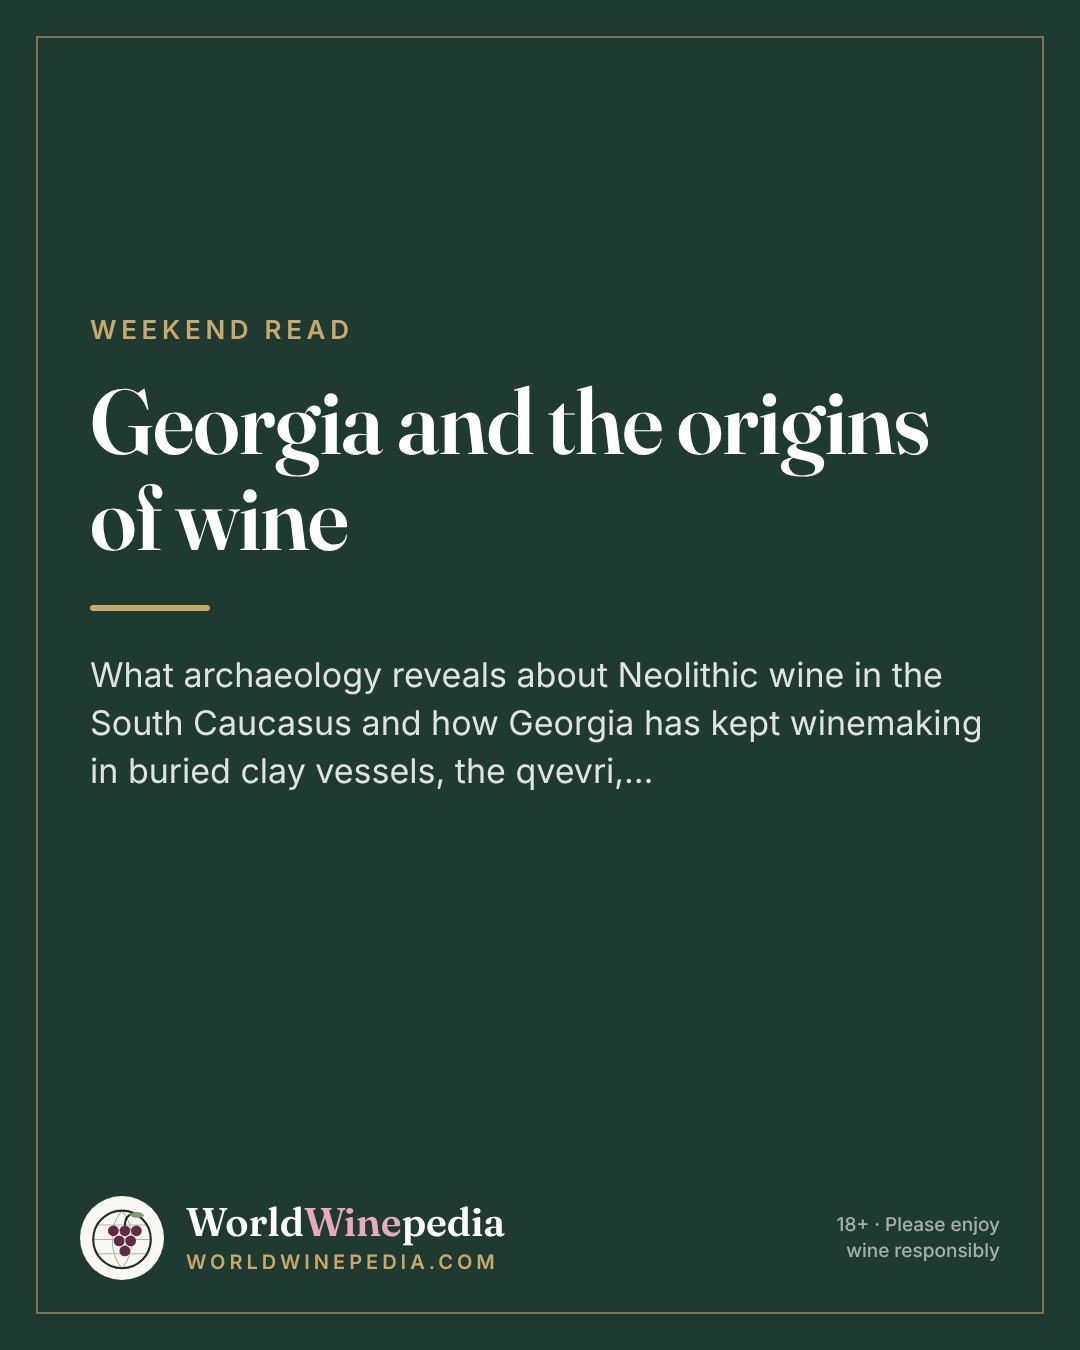 WEEKEND READ
Georgia and the origins
of wine
What archaeology reveals about Neolithic wine in the
South Caucasus and how Georgia has kept winemaking
in buried clay vessels, the qvevri,...
WorldWinepedia
WORLDWINEPEDIA.COM
18+ · Please enjoy
wine responsibly